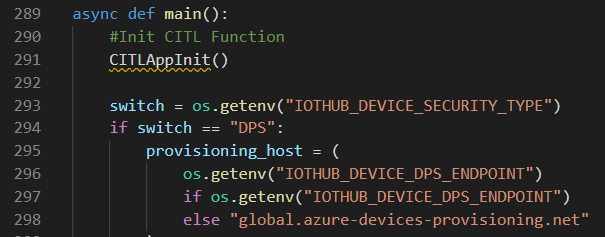 289 async def main():
290 #Init CITL Function
291 CITLAppInit()
292
293 switch = os.getenv("IOTHUB_DEVICE_SECURITY_TYPE")
294 if switch == "DPS":
295 provisioning_host = (
296 os.getenv("IOTHUB_DEVICE_DPS_ENDPOINT")
297 if os.getenv("IOTHUB_DEVICE_DPS_ENDPOINT")
298 else "global.azure-devices-provisioning.net"